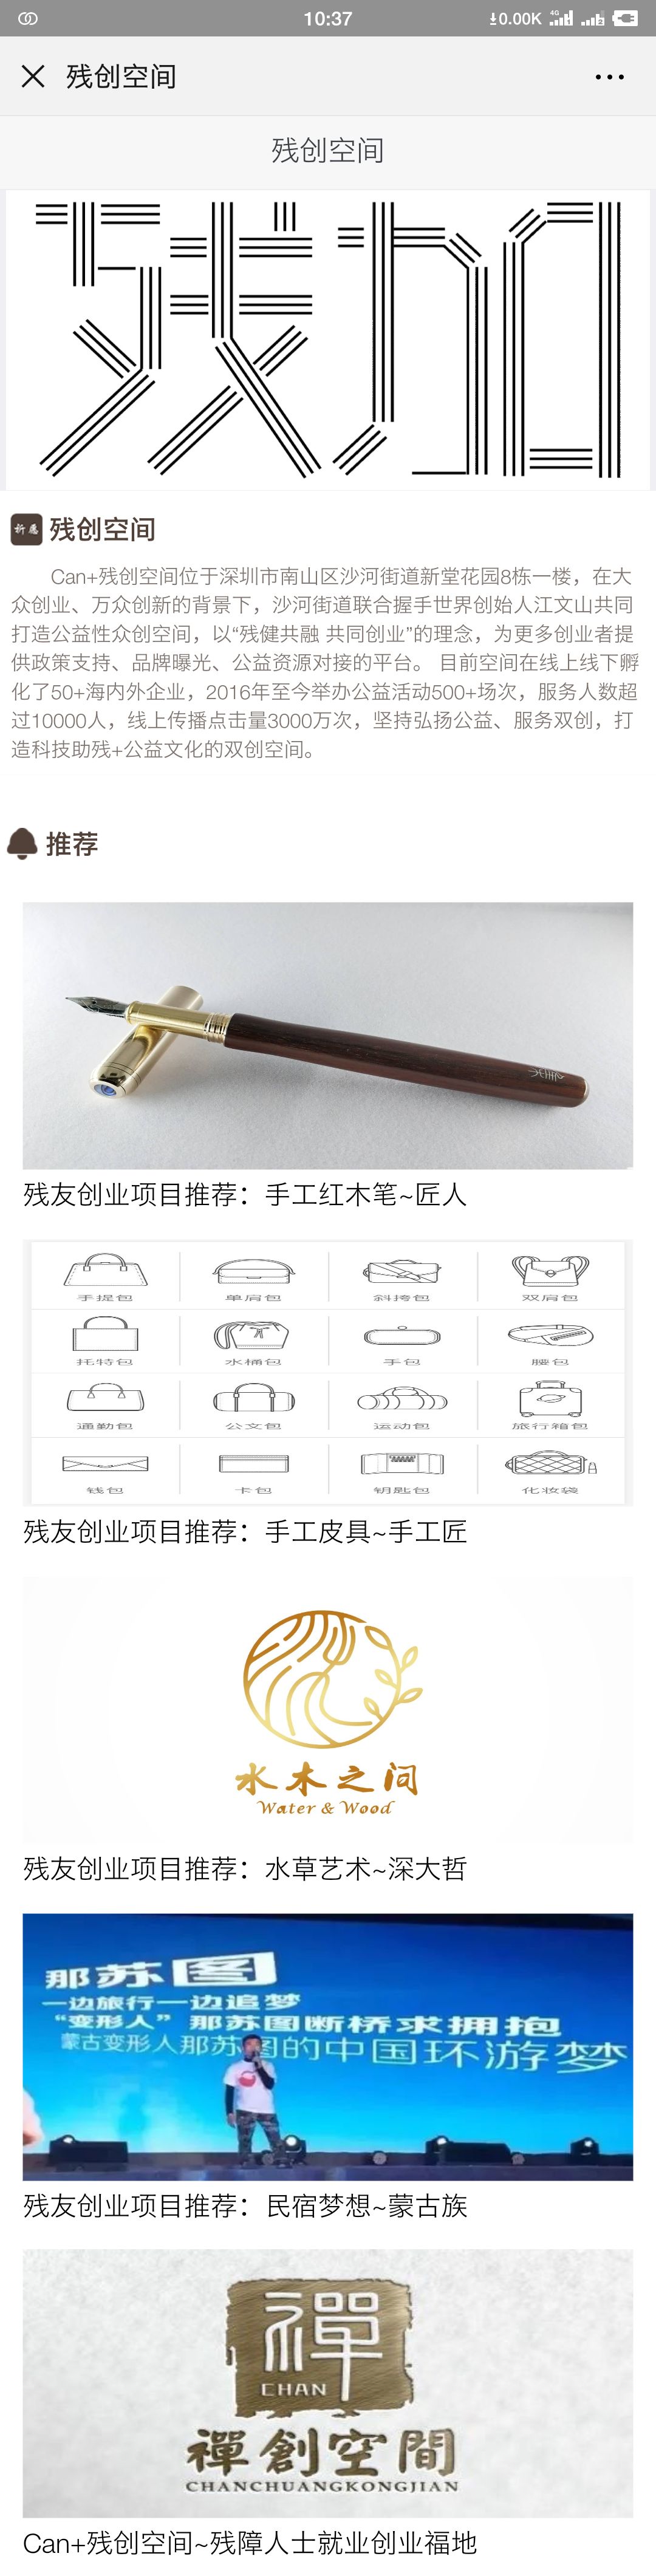 10:37
0.00K
4G
残创空间
残创空间
残加
祈愿
残创空间
Can+残创空间位于深圳市南山区沙河街道新堂花园8栋一楼，在大
众创业、万众创新的背景下，沙河街道联合握手世界创始人江文山共同
打造公益性众创空间，以“残健共融 共同创业”的理念，为更多创业者提
供政策支持、品牌曝光、公益资源对接的平台。 目前空间在线上线下孵
化了50+海内外企业，2016年至今举办公益活动500+场次，服务人数超
过10000人，线上传播点击量3000万次，坚持弘扬公益、服务双创，打
造科技助残+公益文化的双创空间。
推荐
残友创业项目推荐：手工红木笔~匠人
手提包 单肩包 斜挎包 双肩包
托特包 水桶包 手包 腰包
通勤包 公文包 运动包 旅行箱包
钱包 卡包 钥匙包 化妆袋
残友创业项目推荐：手工皮具~手工匠
水木之间
Water & Wood
残友创业项目推荐：水草艺术~深大哲
那苏图
一边旅行一边追梦
“变形人”那苏图断桥求拥抱
蒙古变形人那苏图的中国环游梦
残友创业项目推荐：民宿梦想~蒙古族
禪
CHAN
禪創空間
CHANCHUANGKONGJIAN
Can+残创空间~残障人士就业创业福地